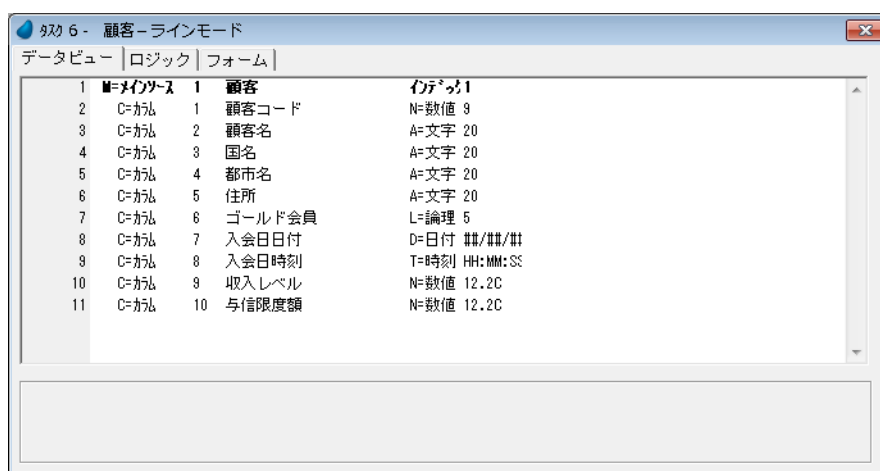 ﾀｽｸ 6 - 顧客－ラインモード
データビュー ロジック フォーム
1 M=ﾒｲﾝｿｰｽ 1 顧客 ｲﾝﾃﾞｯｸｽ1
2 C=ｶﾗﾑ 1 顧客コード N=数値 9
3 C=ｶﾗﾑ 2 顧客名 A=文字 20
4 C=ｶﾗﾑ 3 国名 A=文字 20
5 C=ｶﾗﾑ 4 都市名 A=文字 20
6 C=ｶﾗﾑ 5 住所 A=文字 20
7 C=ｶﾗﾑ 6 ゴールド会員 L=論理 5
8 C=ｶﾗﾑ 7 入会日日付 D=日付 ##/##/##
9 C=ｶﾗﾑ 8 入会日時刻 T=時刻 HH:MM:SS
10 C=ｶﾗﾑ 9 収入レベル N=数値 12.2C
11 C=ｶﾗﾑ 10 与信限度額 N=数値 12.2C